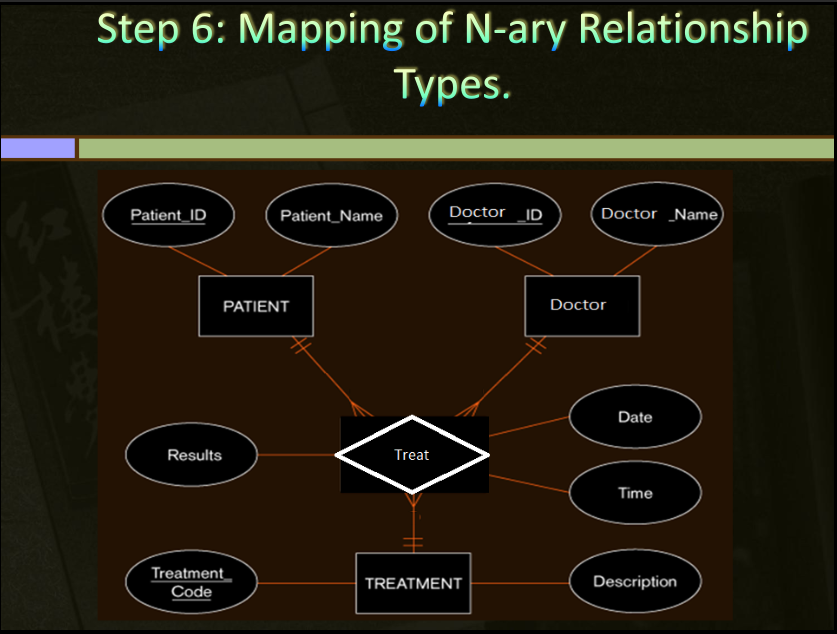 Step 6: Mapping of N-ary Relationship
Types.
Patient_ID
Patient_Name
Doctor _ID
Doctor _Name
PATIENT
Doctor
Date
Results
Treat
Time
Treatment_
Code
TREATMENT
Description